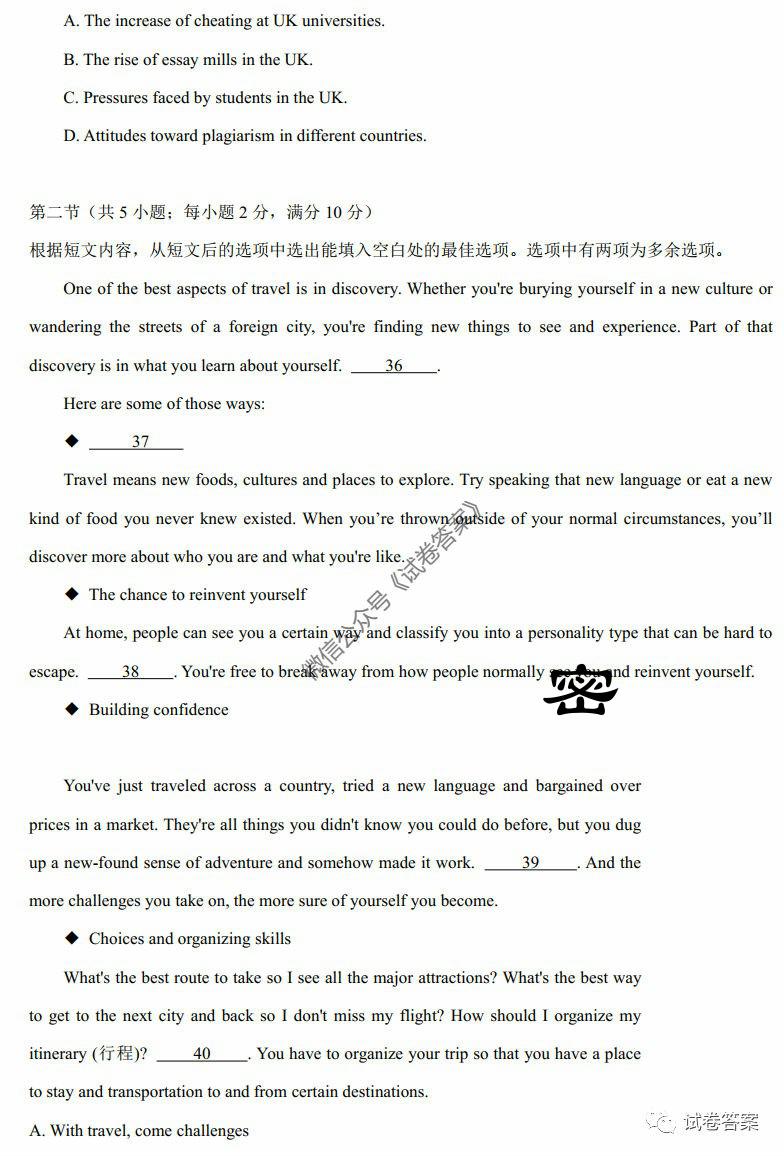 A. The increase of cheating at UK universities.
B. The rise of essay mills in the UK.
C. Pressures faced by students in the UK.
D. Attitudes toward plagiarism in different countries.
第二节（共 5 小题；每小题 2 分，满分 10 分）
根据短文内容，从短文后的选项中选出能填入空白处的最佳选项。选项中有两项为多余选项。
One of the best aspects of travel is in discovery. Whether you're burying yourself in a new culture or
wandering the streets of a foreign city, you're finding new things to see and experience. Part of that
discovery is in what you learn about yourself. 36 .
Here are some of those ways:
◆ 37
Travel means new foods, cultures and places to explore. Try speaking that new language or eat a new
kind of food you never knew existed. When you’re thrown outside of your normal circumstances, you’ll
discover more about who you are and what you're like.
微信公众号《试卷答案》
◆ The chance to reinvent yourself
At home, people can see you a certain way and classify you into a personality type that can be hard to
escape. 38 . You're free to break away from how people normally see you and reinvent yourself.
密
◆ Building confidence
You've just traveled across a country, tried a new language and bargained over
prices in a market. They're all things you didn't know you could do before, but you dug
up a new-found sense of adventure and somehow made it work. 39 . And the
more challenges you take on, the more sure of yourself you become.
◆ Choices and organizing skills
What's the best route to take so I see all the major attractions? What's the best way
to get to the next city and back so I don't miss my flight? How should I organize my
itinerary (行程)? 40 . You have to organize your trip so that you have a place
to stay and transportation to and from certain destinations.
A. With travel, come challenges
试卷答案